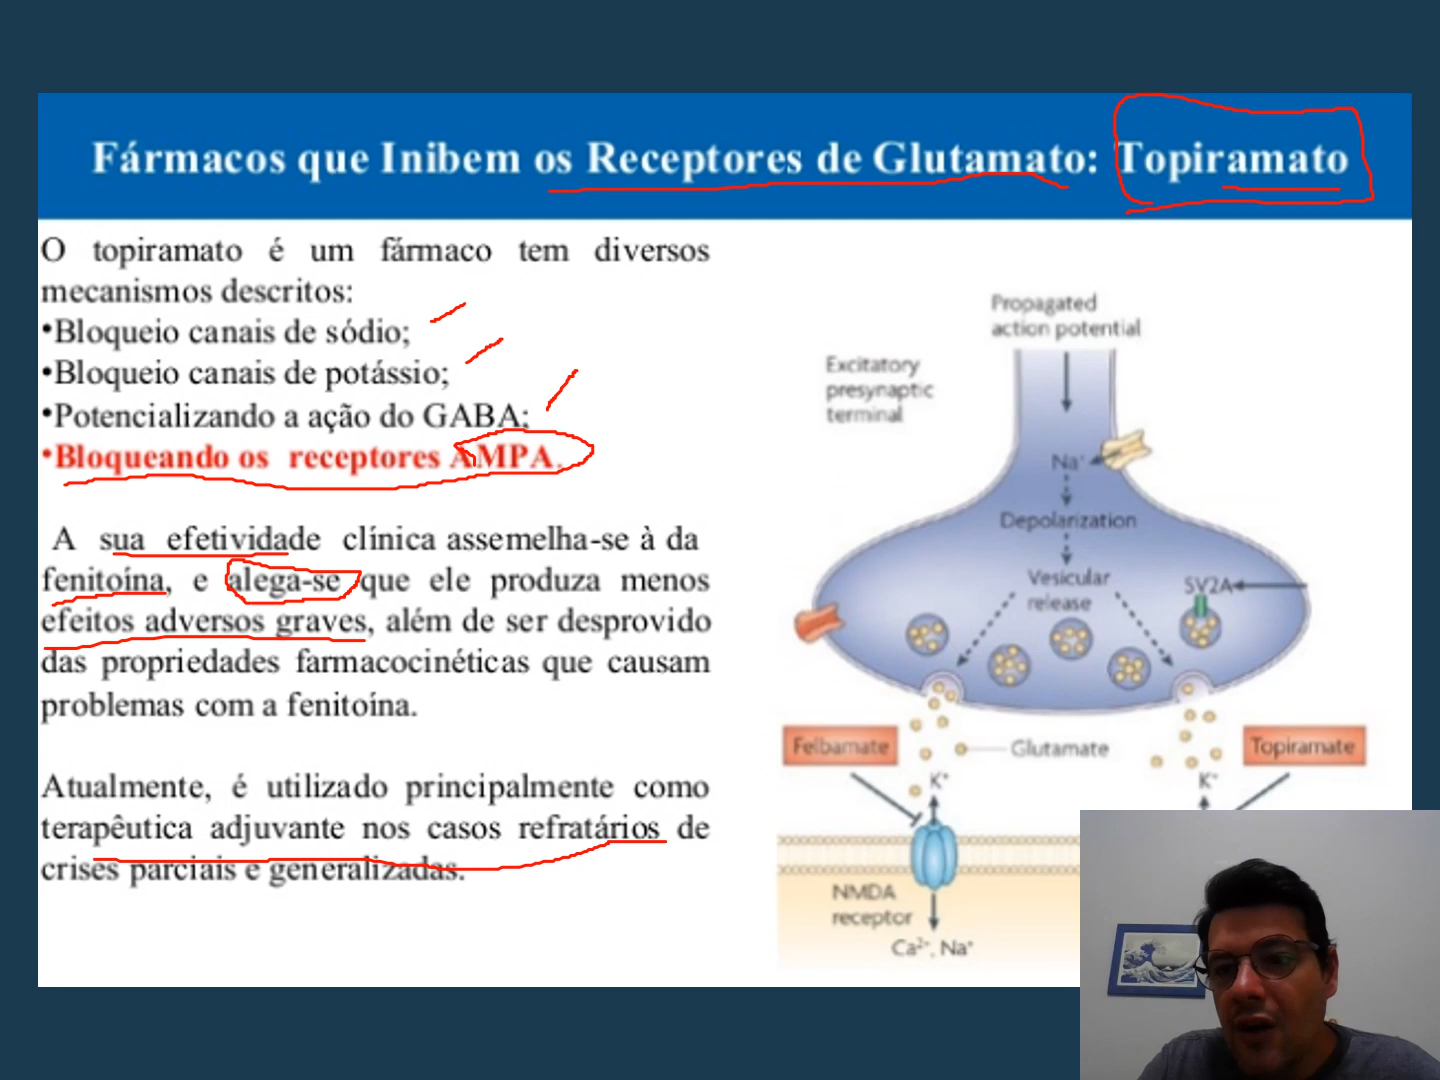 Fármacos que Inibem os Receptores de Glutamato: Topiramato
O topiramato é um fármaco tem diversos
mecanismos descritos:
•Bloqueio canais de sódio;
•Bloqueio canais de potássio;
•Potencializando a ação do GABA;
•Bloqueando os receptores AMPA.
A sua efetividade clínica assemelha-se à da
fenitoína, e alega-se que ele produza menos
efeitos adversos graves, além de ser desprovido
das propriedades farmacocinéticas que causam
problemas com a fenitoína.
Atualmente, é utilizado principalmente como
terapêutica adjuvante nos casos refratários de
crises parciais e generalizadas.
Propagated
action potential
Excitatory
presynaptic
terminal
Na⁺
Depolarization
Vesicular
release
SV2A
Felbamate
Glutamate
Topiramate
K⁺
K⁺
NMDA
receptor
Ca²⁺, Na⁺